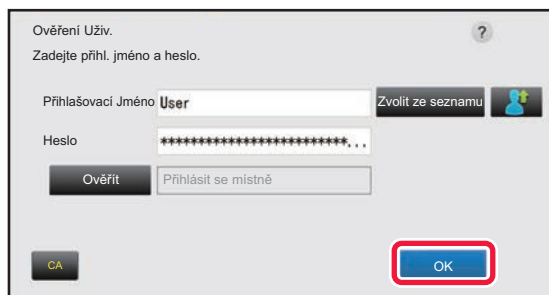 Ověření Uživ.
?
Zadejte přihl. jméno a heslo.
Přihlašovací Jméno User Zvolit ze seznamu
Heslo **************************...
Ověřit Přihlásit se místně
CA OK